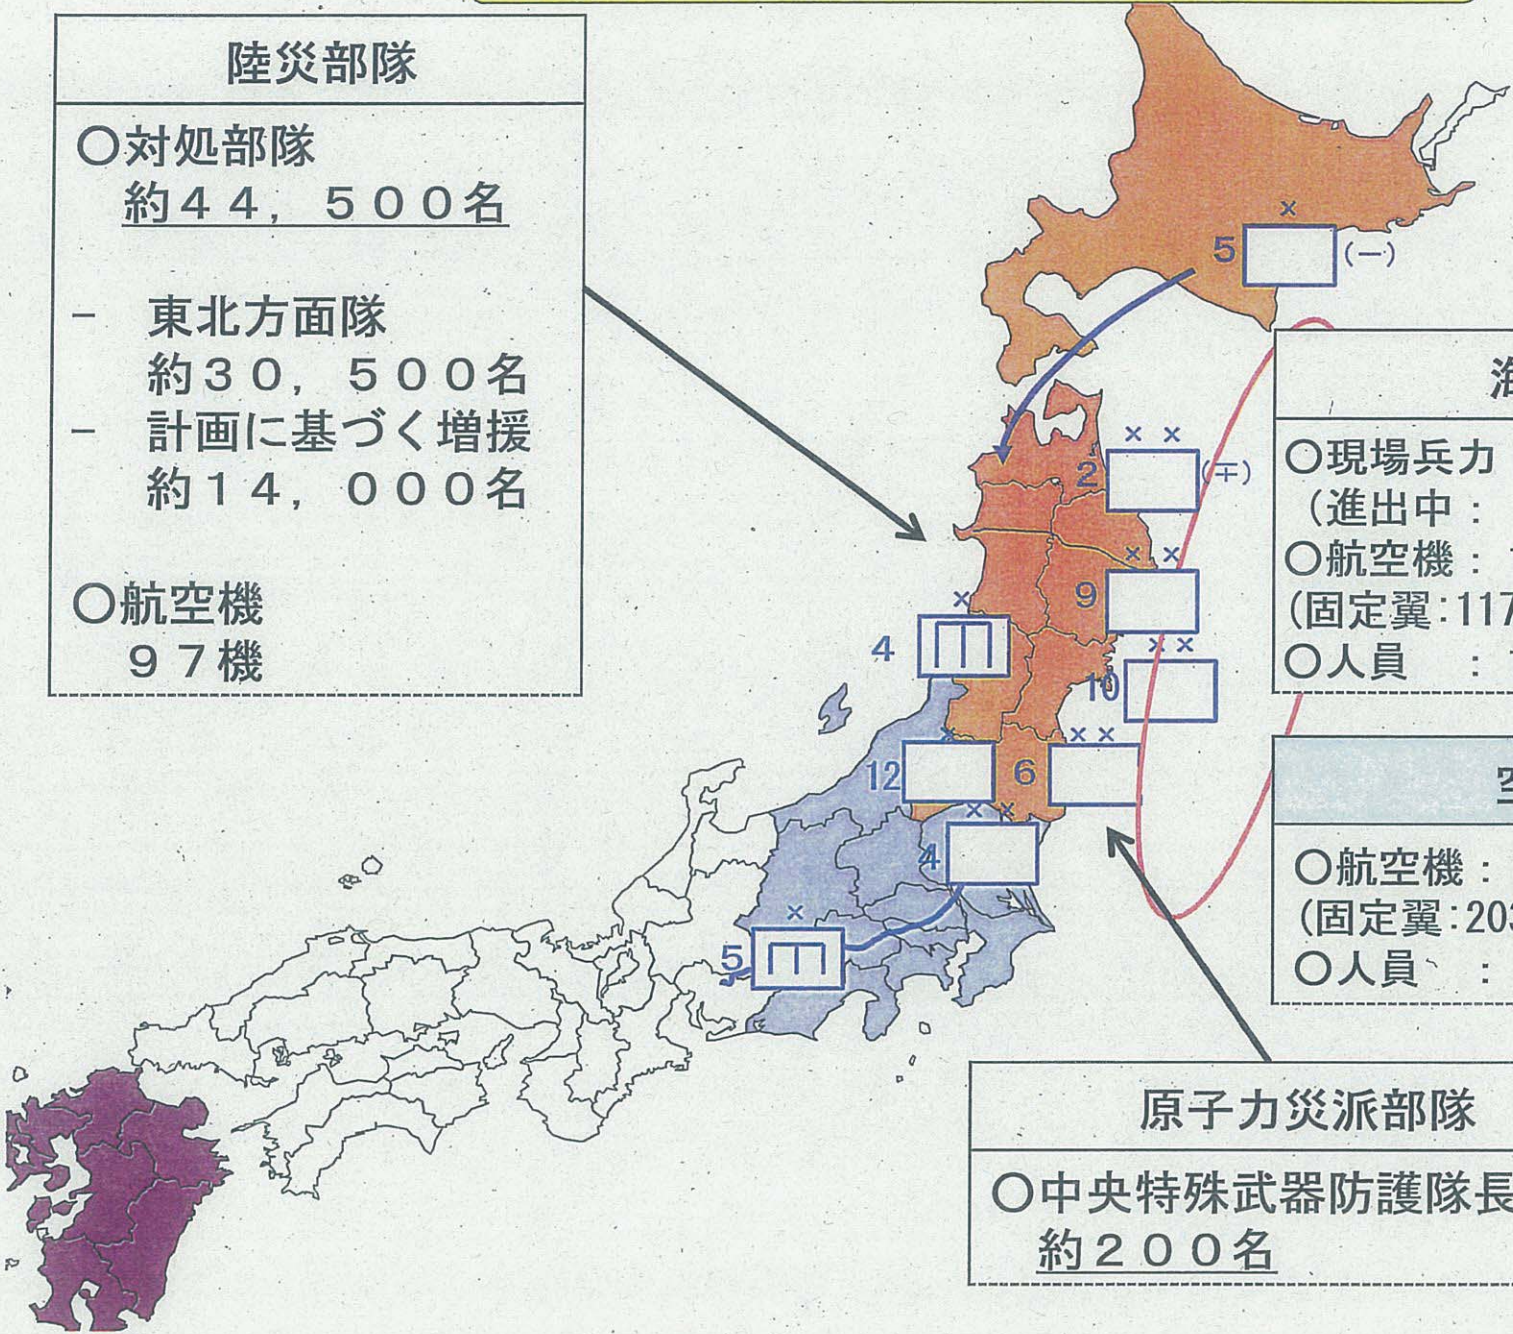 陸災部隊
○対処部隊
約44,500名
- 東北方面隊
約30,500名
- 計画に基づく増援
約14,000名
○航空機
97機
×
5 (-)
× ×
2 (∓)
× ×
9
×
4
× ×
10
×
12
× ×
6
× ×
4
×
5
海
○現場兵力
(進出中:
○航空機:
(固定翼:117
○人員 :
空
○航空機:
(固定翼:203
○人員 :
原子力災派部隊
○中央特殊武器防護隊長
約200名